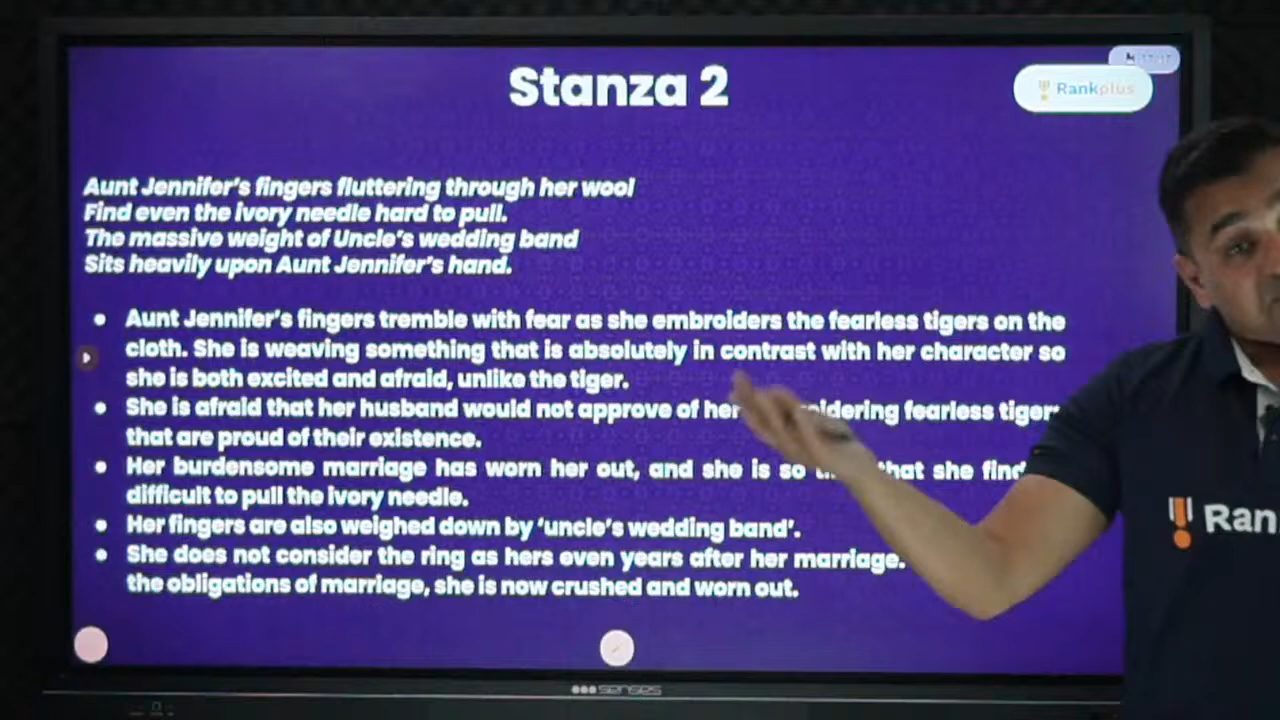 Stanza 2
Rankplus
Aunt Jennifer's fingers fluttering through her wool
Find even the ivory needle hard to pull.
The massive weight of Uncle's wedding band
Sits heavily upon Aunt Jennifer's hand.
• Aunt Jennifer's fingers tremble with fear as she embroiders the fearless tigers on the
cloth. She is weaving something that is absolutely in contrast with her character so
she is both excited and afraid, unlike the tiger.
• She is afraid that her husband would not approve of her fearless
that are proud of their existence.
• Her burdensome marriage has worn her out, and she is so that she
difficult to pull the ivory needle.
• Her fingers are also weighed down by 'uncle's wedding band'.
• She does not consider the ring as hers even years after her marriage.
the obligations of marriage, she is now crushed and worn out.
Ran
senses